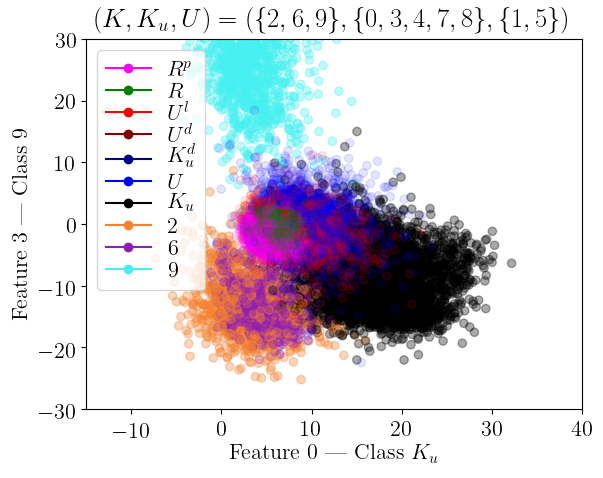 (K, K_u, U) = ({2, 6, 9}, {0, 3, 4, 7, 8}, {1, 5})
30
20
10
0
−10
−20
−30
Feature 3 — Class 9
R^p
R
U^l
U^d
K_u^d
U
K_u
2
6
9
−10
0
10
20
30
40
Feature 0 — Class K_u